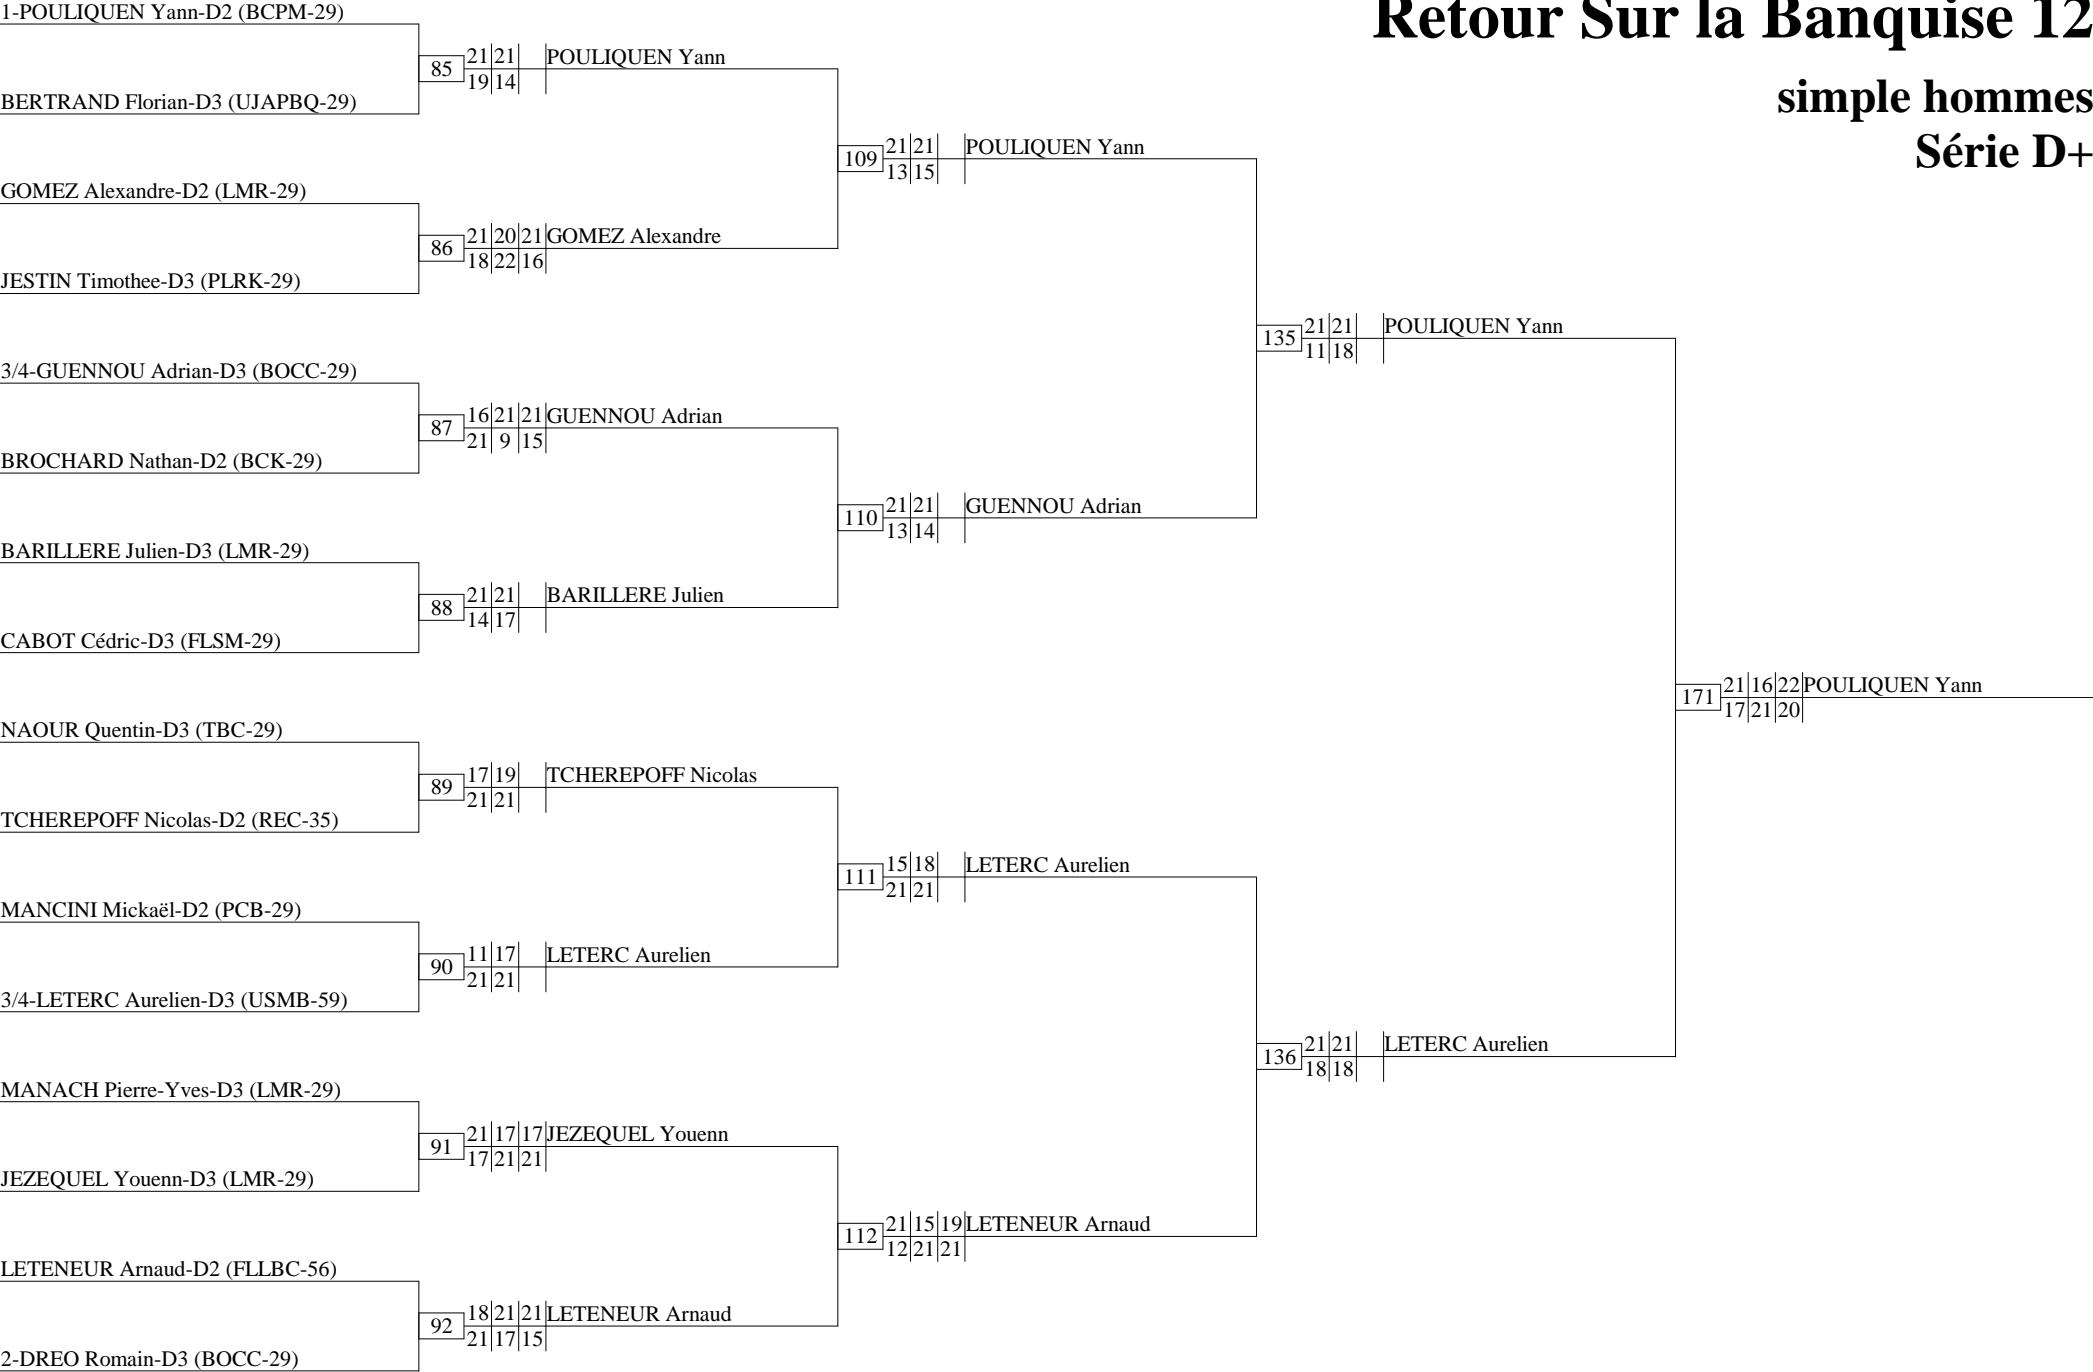 Retour Sur la Banquise 12
simple hommes
Série D+
1-POULIQUEN Yann-D2 (BCPM-29)
85 21 21 POULIQUEN Yann
19 14
BERTRAND Florian-D3 (UJAPBQ-29)
109 21 21 POULIQUEN Yann
13 15
GOMEZ Alexandre-D2 (LMR-29)
86 21 20 21 GOMEZ Alexandre
18 22 16
JESTIN Timothee-D3 (PLRK-29)
135 21 21 POULIQUEN Yann
11 18
3/4-GUENNOU Adrian-D3 (BOCC-29)
87 16 21 21 GUENNOU Adrian
21 9 15
BROCHARD Nathan-D2 (BCK-29)
110 21 21 GUENNOU Adrian
13 14
BARILLERE Julien-D3 (LMR-29)
88 21 21 BARILLERE Julien
14 17
CABOT Cédric-D3 (FLSM-29)
171 21 16 22 POULIQUEN Yann
17 21 20
NAOUR Quentin-D3 (TBC-29)
89 17 19 TCHEREPOFF Nicolas
21 21
TCHEREPOFF Nicolas-D2 (REC-35)
111 15 18 LETERC Aurelien
21 21
MANCINI Mickaël-D2 (PCB-29)
90 11 17 LETERC Aurelien
21 21
3/4-LETERC Aurelien-D3 (USMB-59)
136 21 21 LETERC Aurelien
18 18
MANACH Pierre-Yves-D3 (LMR-29)
91 21 17 17 JEZEQUEL Youenn
17 21 21
JEZEQUEL Youenn-D3 (LMR-29)
112 21 15 19 LETENEUR Arnaud
12 21 21
LETENEUR Arnaud-D2 (FLLBC-56)
92 18 21 21 LETENEUR Arnaud
21 17 15
2-DREO Romain-D3 (BOCC-29)